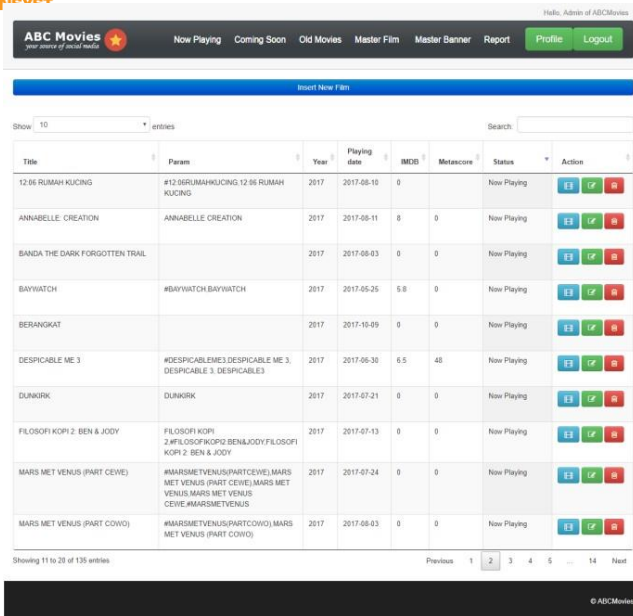 Hallo, Admin of ABCMovies
ABC Movies
your source of social media
Now Playing Coming Soon Old Movies Master Film Master Banner Report Profile Logout
Insert New Film
Show 10 entries Search:
Title Param Year Playing date IMDB Metascore Status Action
12:06 RUMAH KUCING #12:06RUMAHKUCING,12:06 RUMAH KUCING 2017 2017-08-10 0 Now Playing
ANNABELLE: CREATION ANNABELLE CREATION 2017 2017-08-11 8 0 Now Playing
BANDA THE DARK FORGOTTEN TRAIL 2017 2017-08-03 0 0 Now Playing
BAYWATCH #BAYWATCH,BAYWATCH 2017 2017-05-25 5.8 0 Now Playing
BERANGKAT 2017 2017-10-09 0 0 Now Playing
DESPICABLE ME 3 #DESPICABLEME3,DESPICABLE ME 3, DESPICABLE 3, DESPICABLE3 2017 2017-06-30 6.5 48 Now Playing
DUNKIRK DUNKIRK 2017 2017-07-21 0 0 Now Playing
FILOSOFI KOPI 2: BEN & JODY FILOSOFI KOPI 2,#FILOSOFIKOPI2:BEN&JODY,FILOSOFI KOPI 2: BEN & JODY 2017 2017-07-13 0 0 Now Playing
MARS MET VENUS (PART CEWE) #MARSMETVENUS(PARTCEWE),MARS MET VENUS (PART CEWE),MARS MET VENUS,MARS MET VENUS CEWE,#MARSMETVENUS 2017 2017-07-24 0 0 Now Playing
MARS MET VENUS (PART COWO) #MARSMETVENUS(PARTCOWO),MARS MET VENUS (PART COWO) 2017 2017-08-03 0 0 Now Playing
Showing 11 to 20 of 135 entries Previous 1 2 3 4 5 ... 14 Next
© ABCMovies